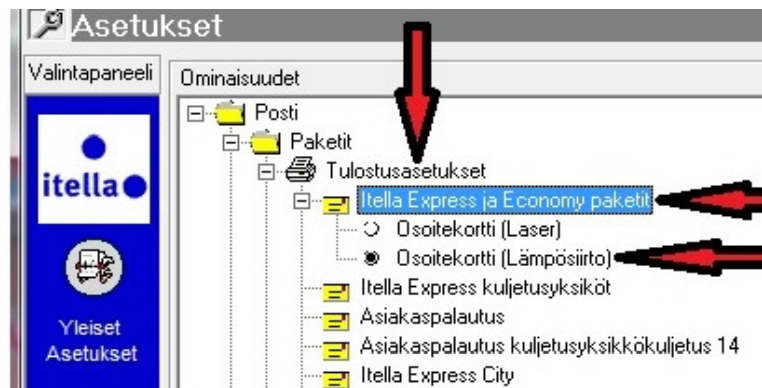 Asetukset
Valintapaneeli
Ominaisuudet
Posti
Paketit
Tulostusasetukset
itella
Itella Express ja Economy paketit
Osoitekortti (Laser)
Osoitekortti (Lämpösiirto)
Itella Express kuljetusyksiköt
Yleiset
Asetukset
Asiakaspalautus
Asiakaspalautus kuljetusyksikkökuljetus 14
Itella Express City